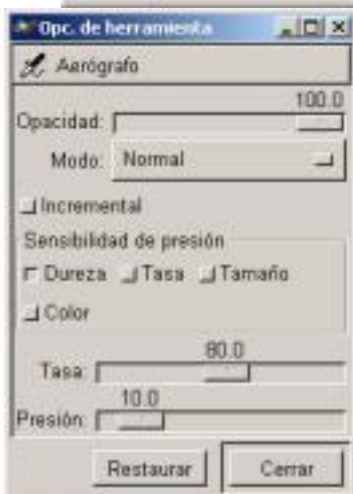 Opc. de herramienta
Aerógrafo
100.0
Opacidad:
Modo: Normal
Incremental
Sensibilidad de presión
Dureza Tasa Tamaño
Color
80.0
Tasa:
10.0
Presión:
Restaurar Cerrar